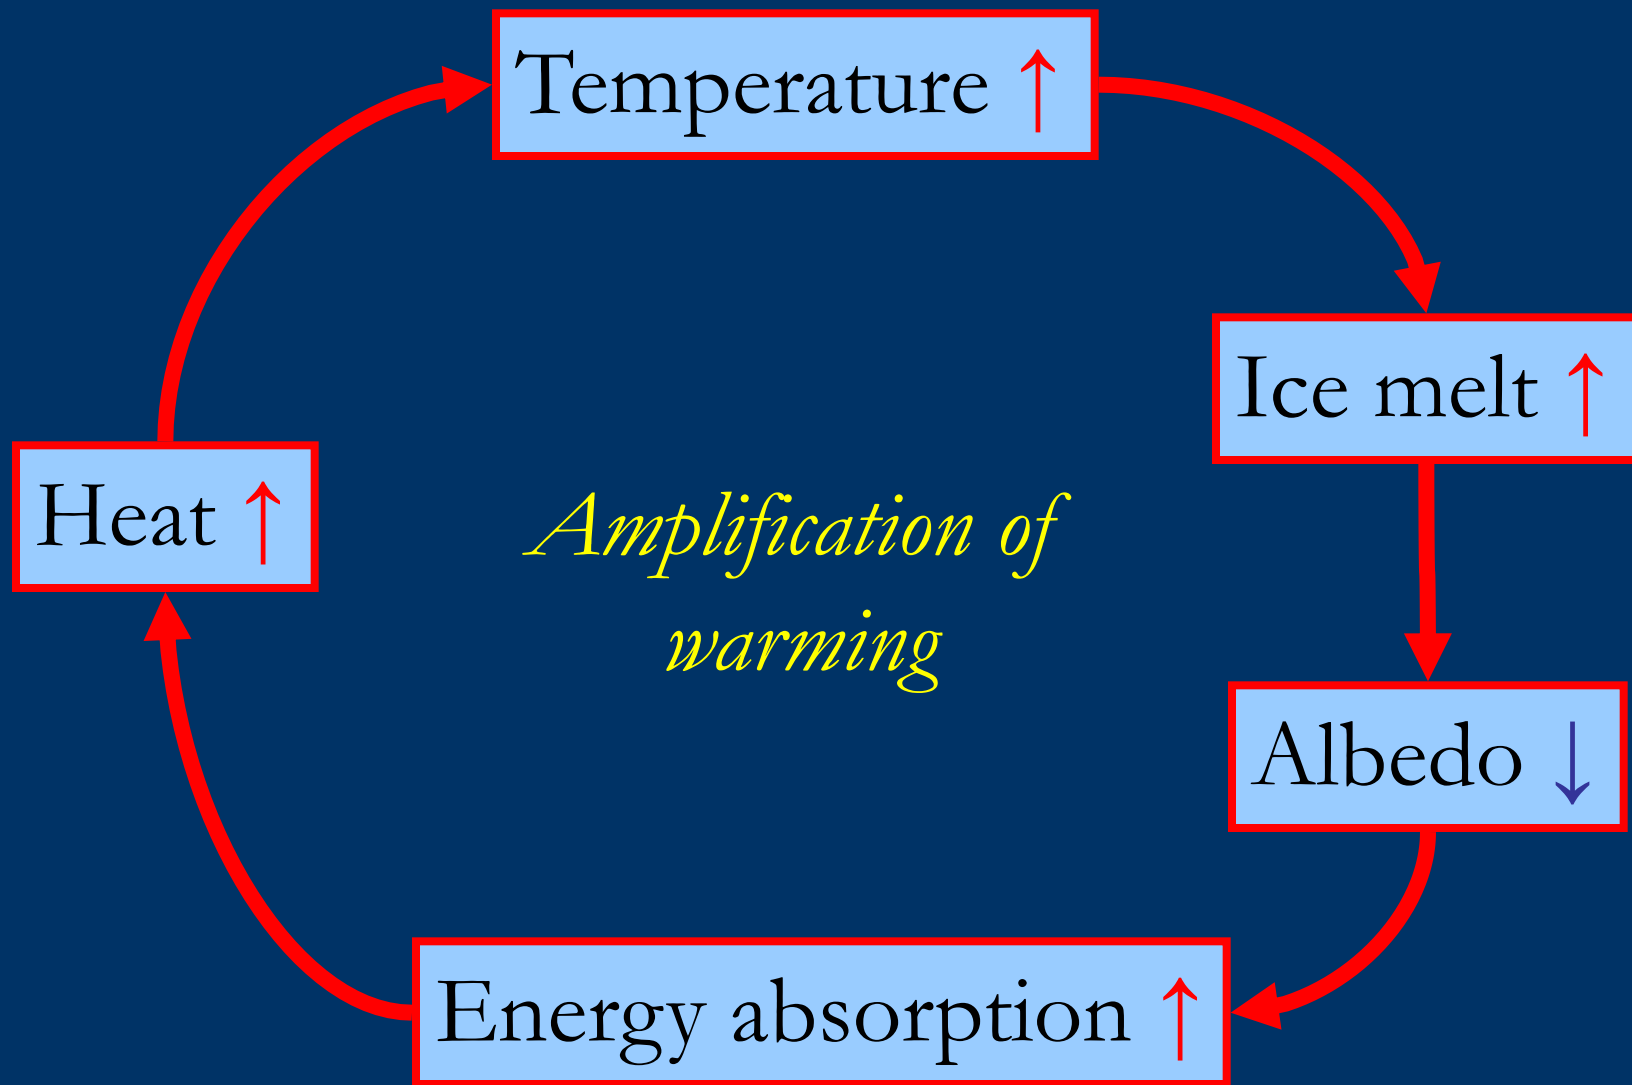 Temperature ↑
Ice melt ↑
Heat ↑
Amplification of
warming
Albedo ↓
Energy absorption ↑